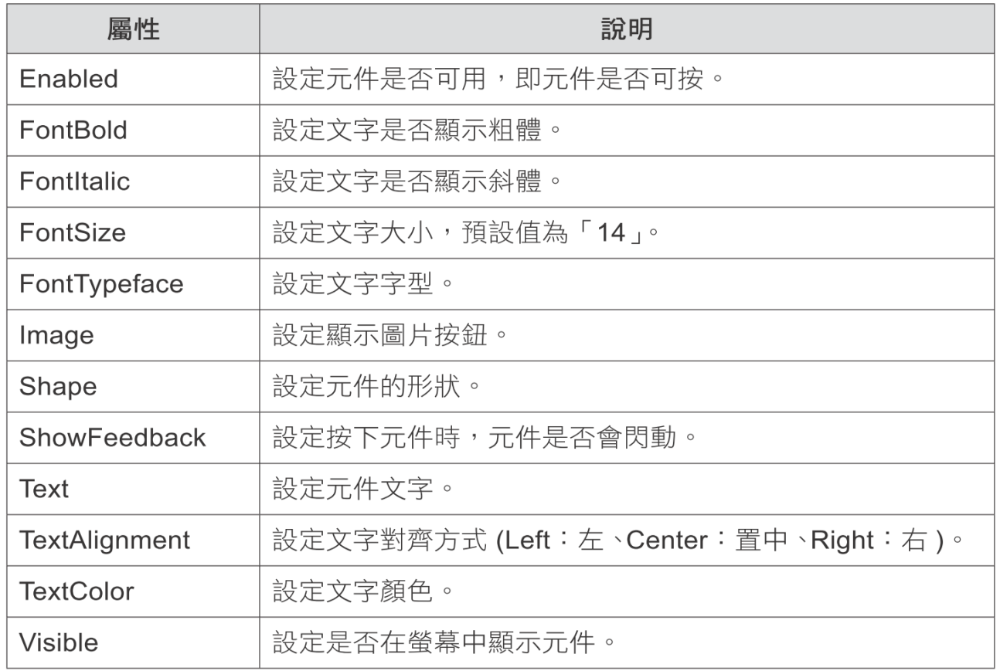 屬性 說明
Enabled 設定元件是否可用，即元件是否可按。
FontBold 設定文字是否顯示粗體。
FontItalic 設定文字是否顯示斜體。
FontSize 設定文字大小，預設值為「14」。
FontTypeface 設定文字字型。
Image 設定顯示圖片按鈕。
Shape 設定元件的形狀。
ShowFeedback 設定按下元件時，元件是否會閃動。
Text 設定元件文字。
TextAlignment 設定文字對齊方式 (Left：左、Center：置中、Right：右 )。
TextColor 設定文字顏色。
Visible 設定是否在螢幕中顯示元件。